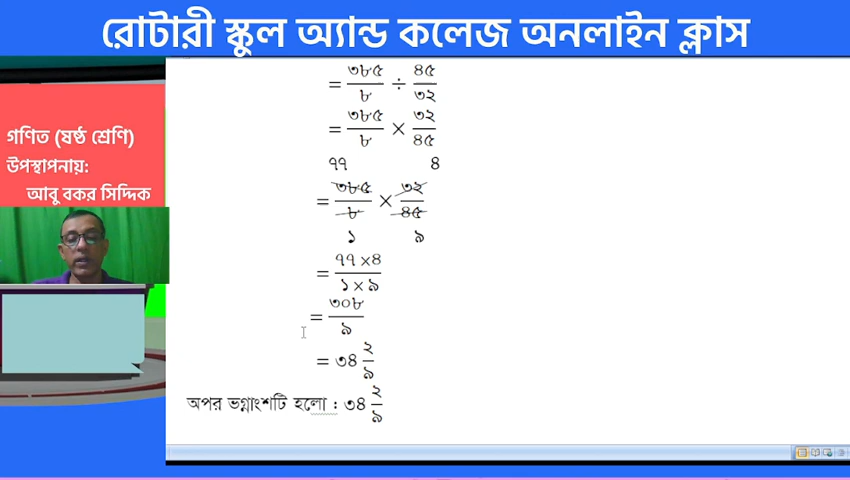 রোটারী স্কুল অ্যান্ড কলেজ অনলাইন ক্লাস
গণিত (ষষ্ঠ শ্রেণি)
উপস্থাপনায়:
আবু বকর সিদ্দিক
= ৩৮৫/৮ ÷ ৪৫/৩২
= ৩৮৫/৮ × ৩২/৪৫
৭৭ ৪
= ৩৮৫/৮ × ৩২/৪৫
১ ৯
= ৭৭ × ৪/১ × ৯
= ৩০৮/৯
= ৩৪ ২/৯
অপর ভগ্নাংশটি হলো : ৩৪ ২/৯